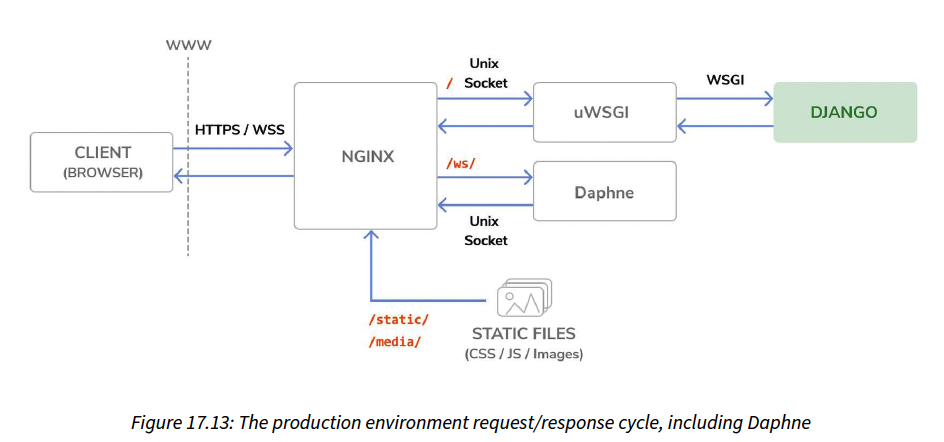 WWW
HTTPS / WSS
CLIENT
(BROWSER)
NGINX
/
Unix
Socket
uWSGI
WSGI
DJANGO
/ws/
Daphne
Unix
Socket
/static/
/media/
STATIC FILES
(CSS / JS / Images)
Figure 17.13: The production environment request/response cycle, including Daphne